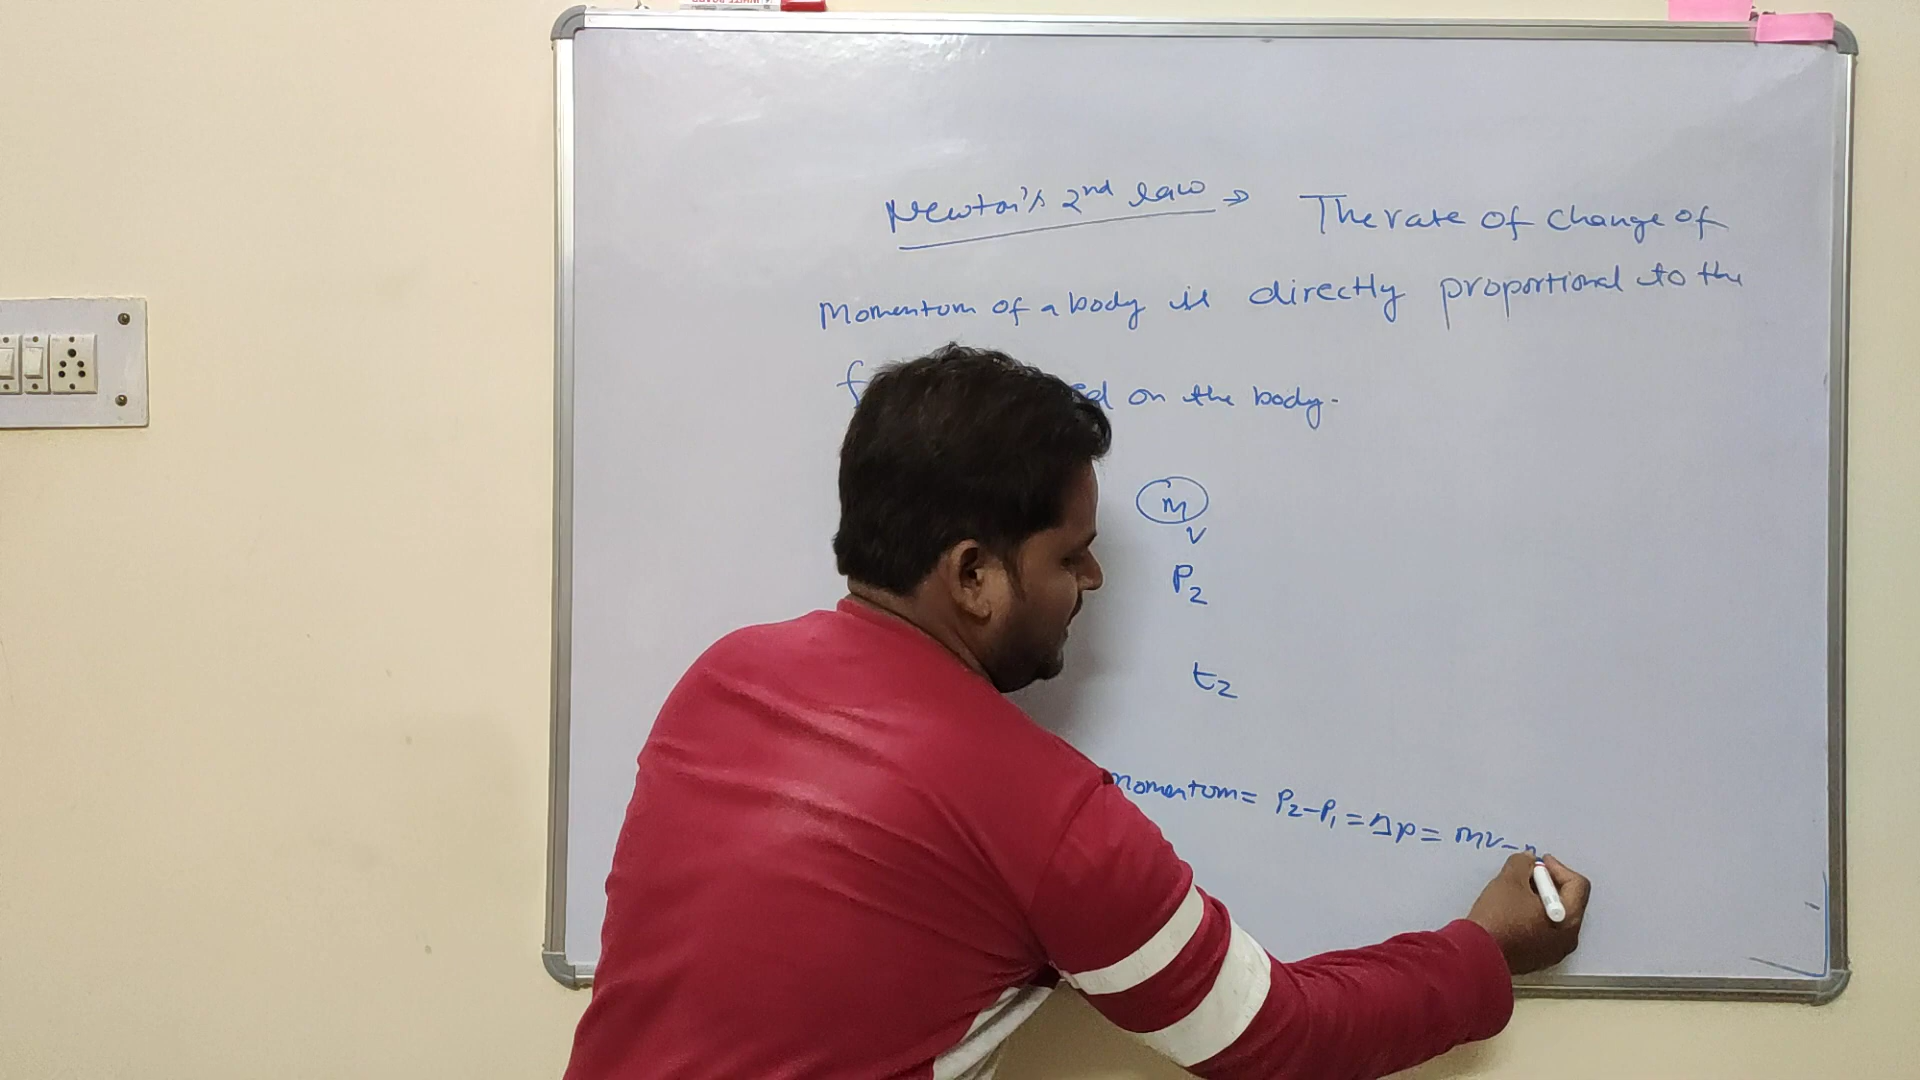 Newton's 2nd law → The rate of change of
Momentum of a body is directly proportional to the
on the body.
m
v
P2
t2
momentum = P2-P1 = Δp = mv-